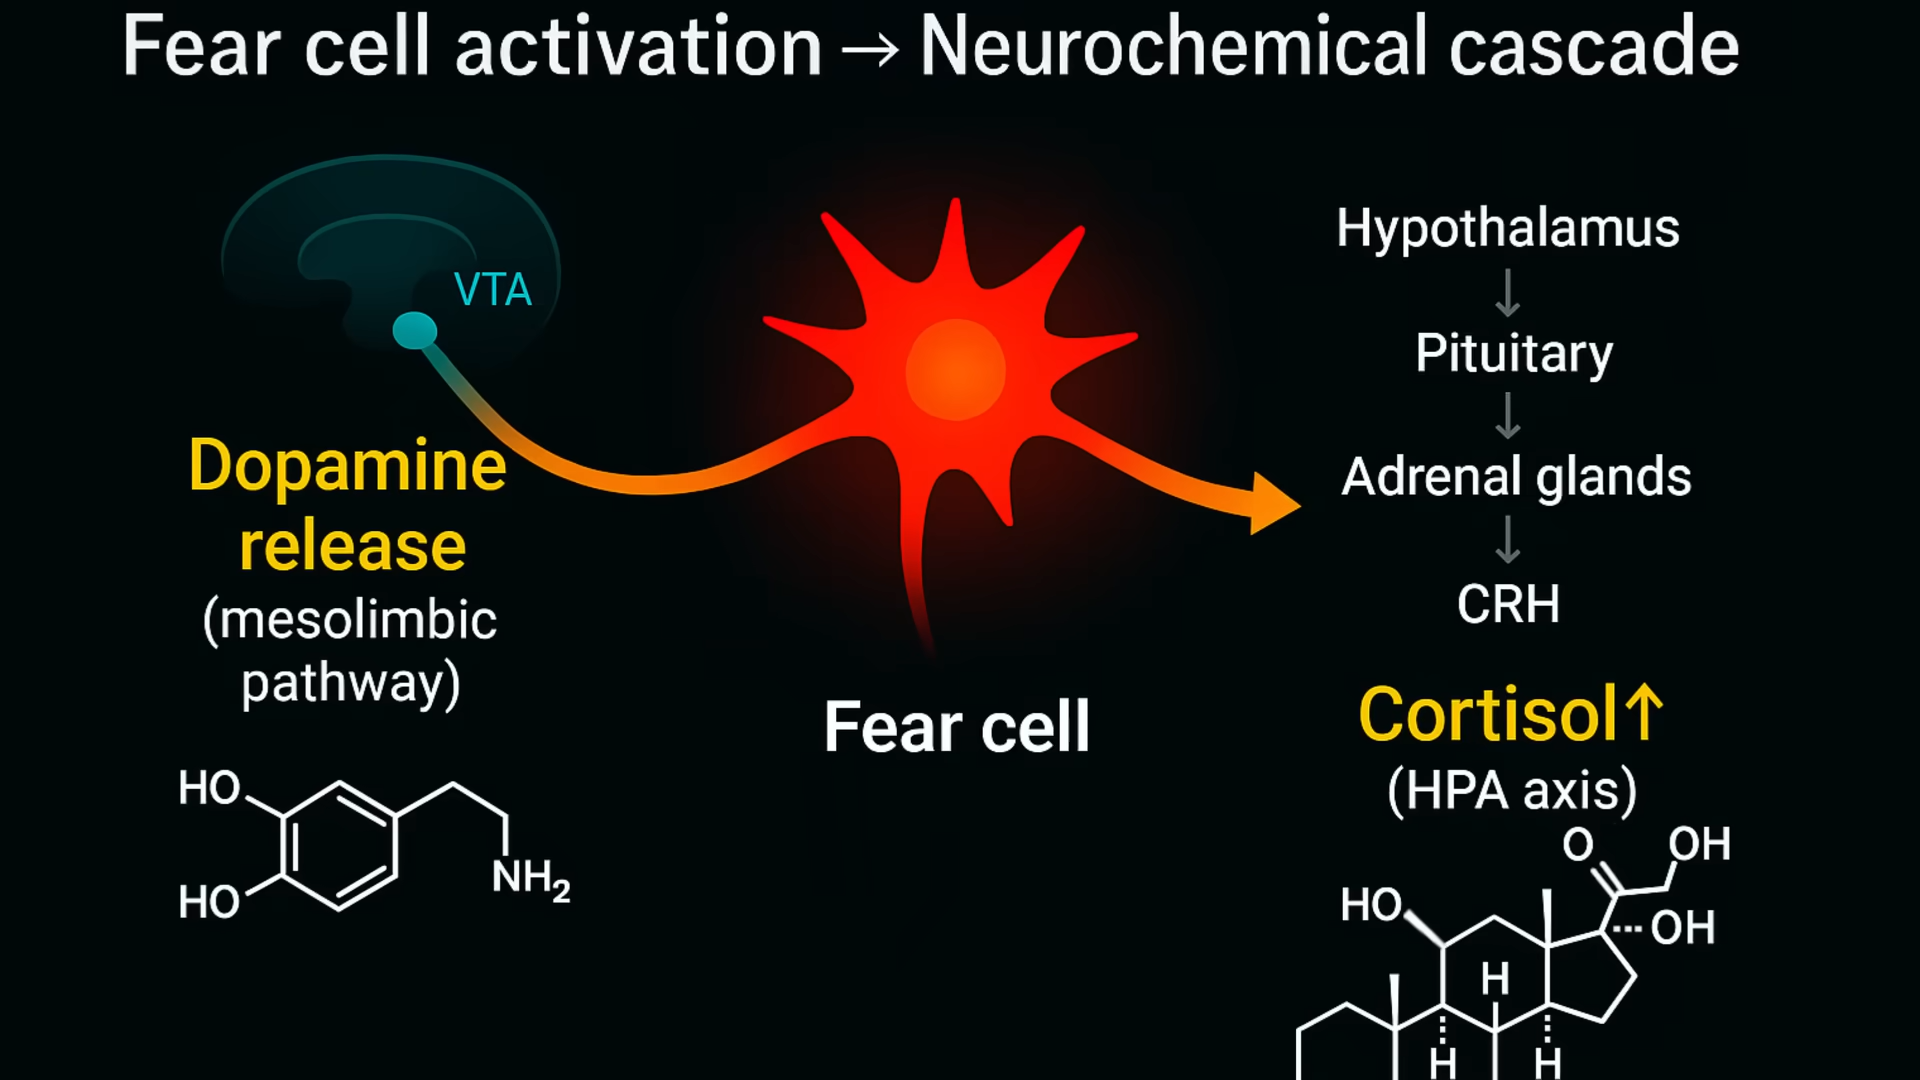 Fear cell activation → Neurochemical cascade
VTA
Dopamine
release
(mesolimbic
pathway)
HO
HO
NH₂
Fear cell
Hypothalamus
↓
Pituitary
↓
Adrenal glands
↓
CRH
Cortisol↑
(HPA axis)
O
OH
HO
OH
H
H
H